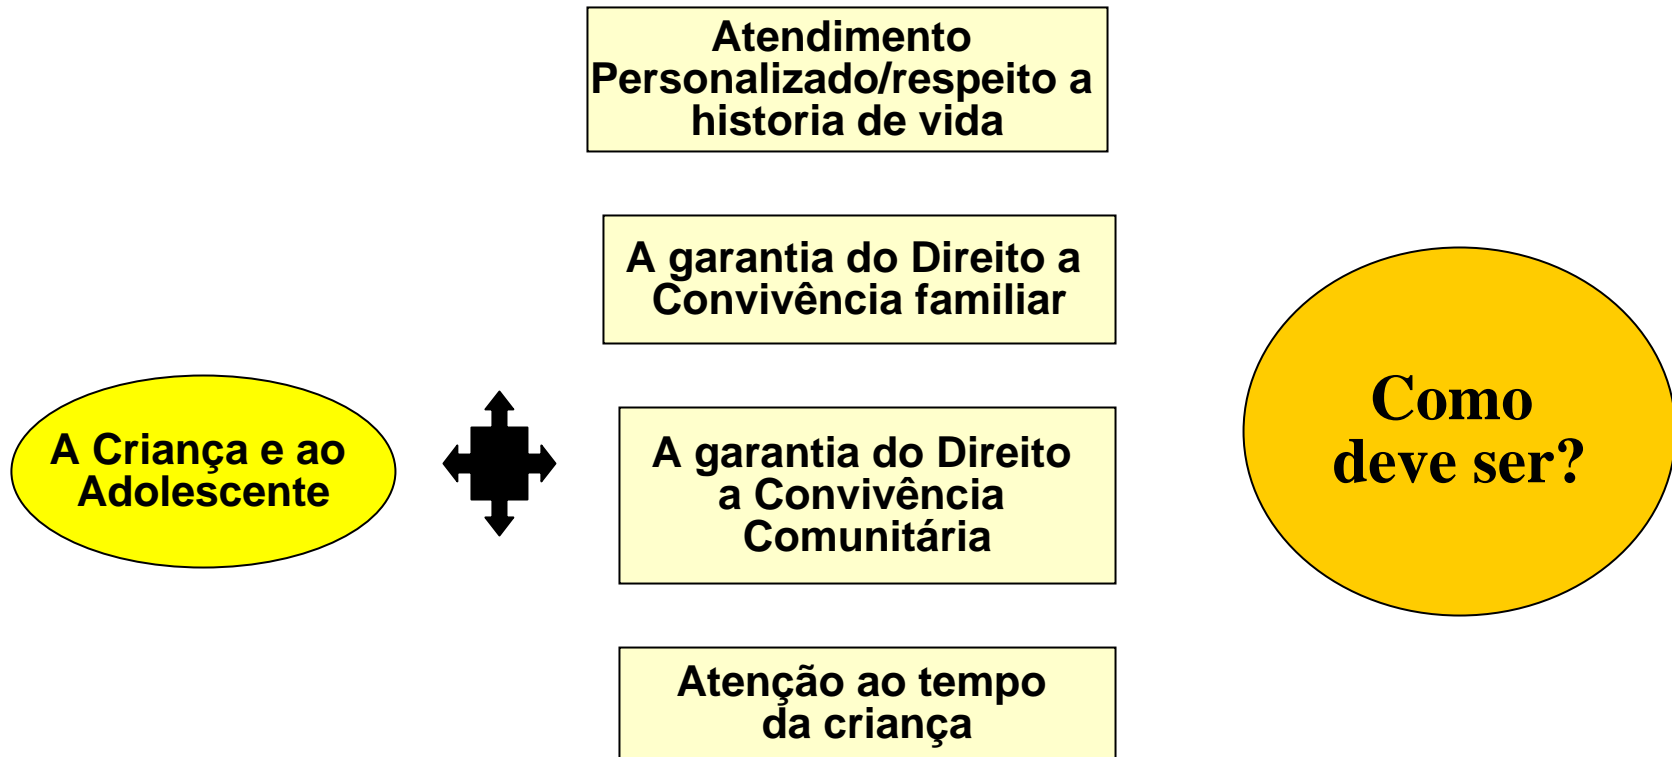 Atendimento
Personalizado/respeito a
historia de vida
A garantia do Direito a
Convivência familiar
A Criança e ao
Adolescente
A garantia do Direito
a Convivência
Comunitária
Como
deve ser?
Atenção ao tempo
da criança